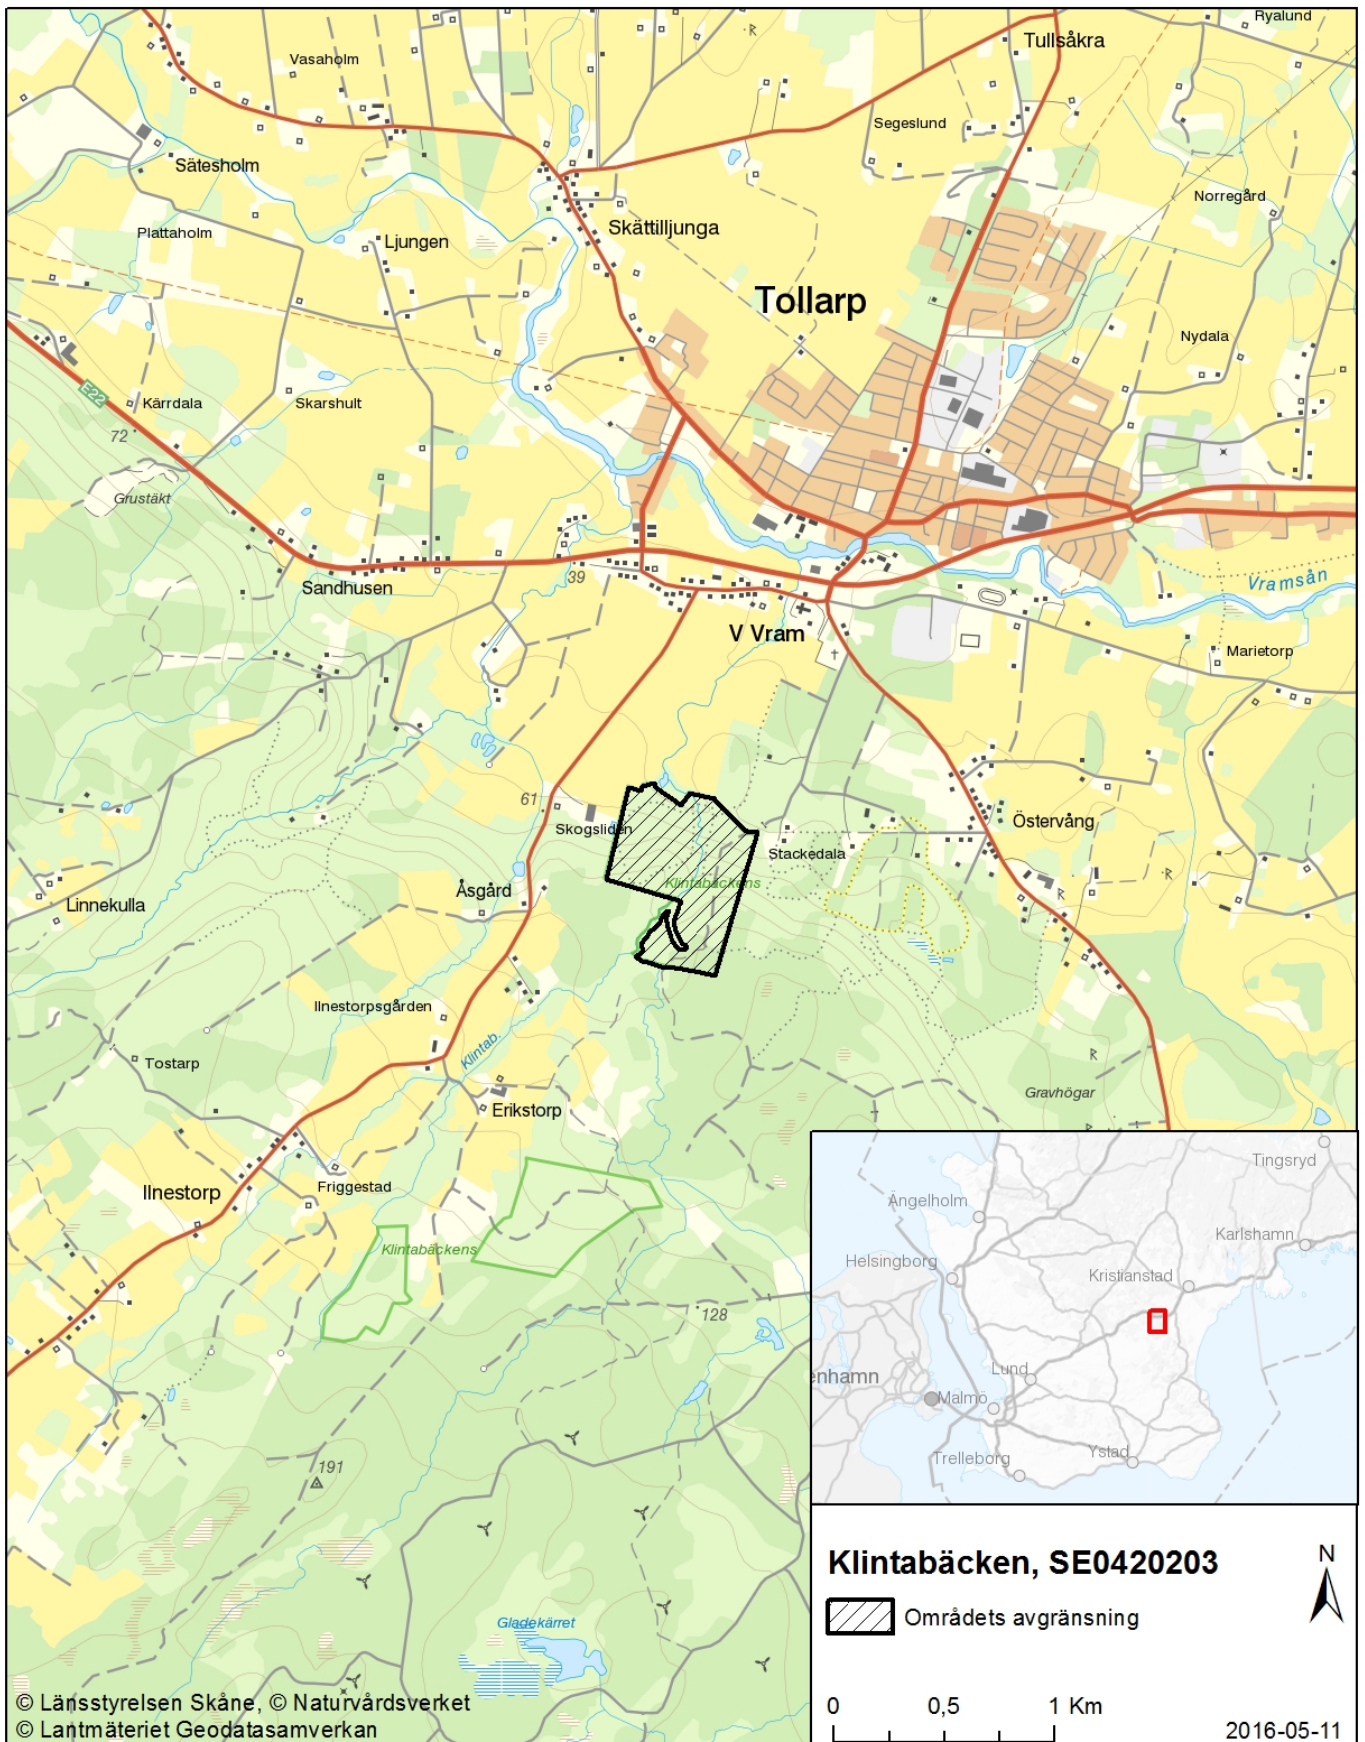 Ryalund
Tullsåkra
Vasaholm
Segeslund
Sätesholm
Norregård
Plattaholm
Ljungen
Skättilljunga
Tollarp
Nydala
E22
Kärrdala
Skarshult
72
Grustäkt
39
Sandhusen
Vramsån
V Vram
Marietorp
61
Skogsliden
Östervång
Stackedala
Klintabäckens
Åsgård
Linnekulla
Ilnestorpsgården
Klintab.
Tostarp
Gravhögar
Erikstorp
Ilnestorp
Friggestad
Klintabäckens
128
191
Gladekärret
Tingsryd
Ängelholm
Karlshamn
Helsingborg
Kristianstad
Lund
enhamn
Malmö
Trelleborg
Ystad
Klintabäcken, SE0420203
N
Områdets avgränsning
© Länsstyrelsen Skåne, © Naturvårdsverket
© Lantmäteriet Geodatasamverkan
0 0,5 1 Km
2016-05-11